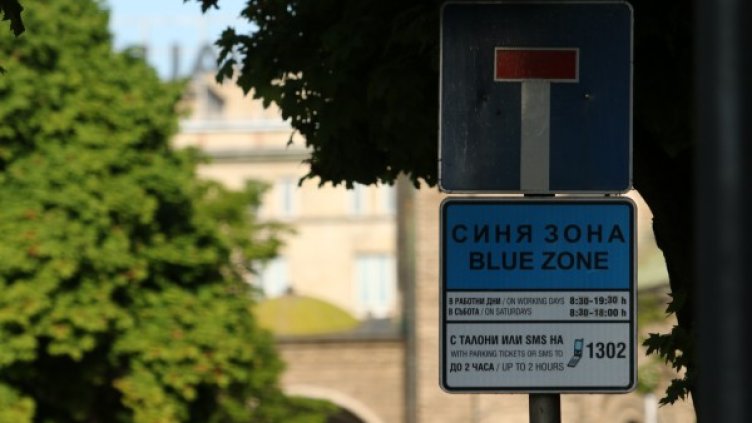 СИНЯ ЗОНА
BLUE ZONE
В РАБОТНИ ДНИ / ON WORKING DAYS 8:30-19:30 h
В СЪБОТА / ON SATURDAYS 8:30-18:00 h
С ТАЛОНИ ИЛИ SMS НА
WITH PARKING TICKETS OR SMS TO 1302
ДО 2 ЧАСА / UP TO 2 HOURS